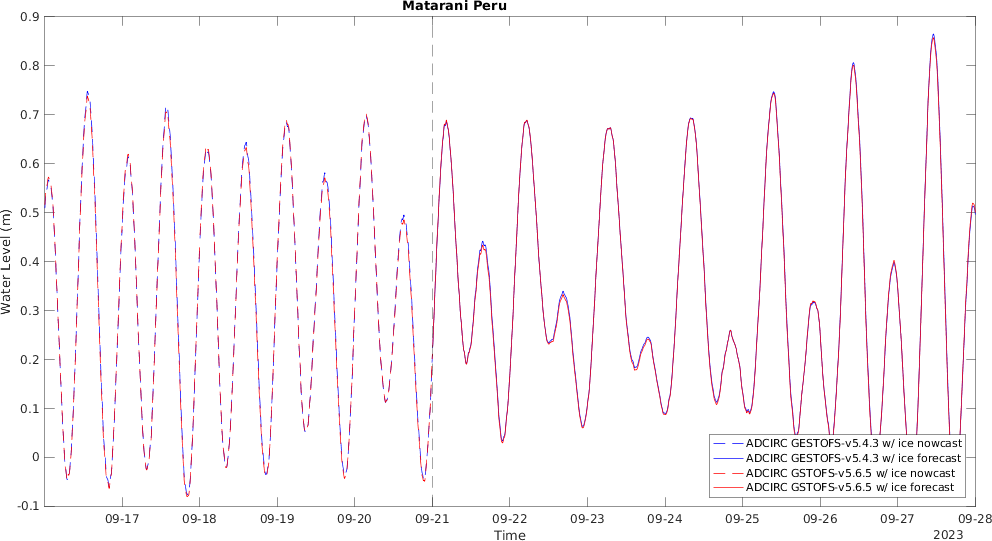 Matarani Peru
0.9
0.8
0.7
0.6
0.5
0.4
0.3
0.2
0.1
0
-0.1
Water Level (m)
09-17 09-18 09-19 09-20 09-21 09-22 09-23 09-24 09-25 09-26 09-27 09-28
Time
2023
ADCIRC GESTOFS-v5.4.3 w/ ice nowcast
ADCIRC GESTOFS-v5.4.3 w/ ice forecast
ADCIRC GSTOFS-v5.6.5 w/ ice nowcast
ADCIRC GSTOFS-v5.6.5 w/ ice forecast